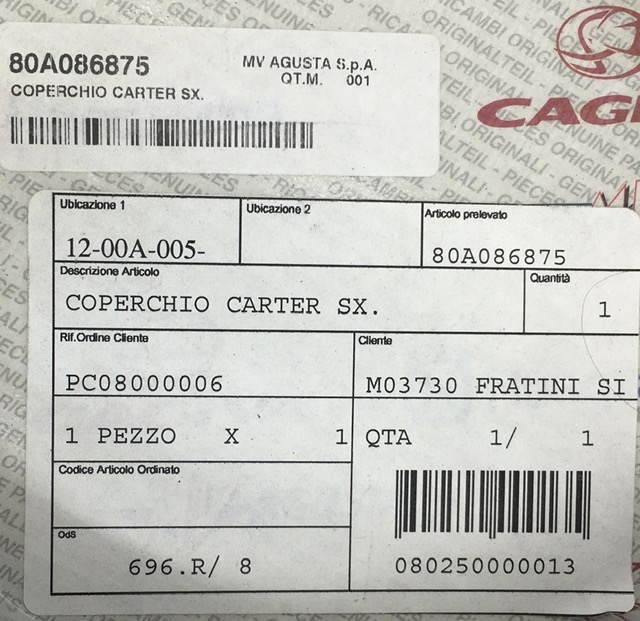 80A086875
MV AGUSTA S.p.A.
QT.M. 001
COPERCHIO CARTER SX.
CAGI
Ubicazione 1
Ubicazione 2
Articolo prelevato
12-00A-005-
80A086875
Descrizione Articolo
Quantità
COPERCHIO CARTER SX.
1
Rif.Ordine Cliente
Cliente
PC08000006
M03730 FRATINI SI
1 PEZZO X 1
QTA 1/ 1
Codice Articolo Ordinato
OdS
696.R/ 8
080250000013